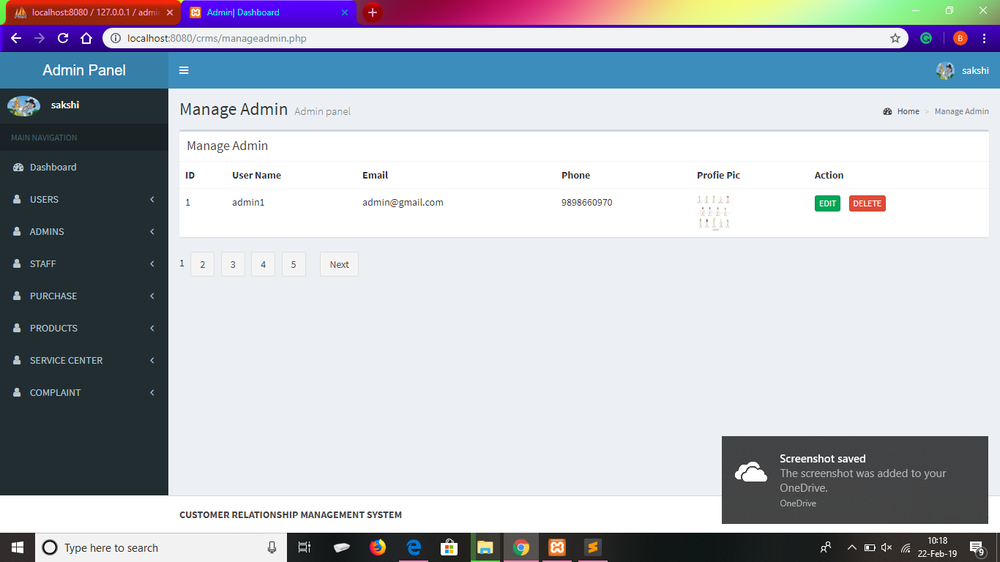 localhost:8080 / 127.0.0.1 / admin
Admin| Dashboard
localhost:8080/crms/manageadmin.php
B
Admin Panel
sakshi
sakshi
Manage Admin Admin panel
Home > Manage Admin
MAIN NAVIGATION
Dashboard
USERS
ADMINS
STAFF
PURCHASE
PRODUCTS
SERVICE CENTER
COMPLAINT
Manage Admin
ID User Name Email Phone Profie Pic Action
1 admin1 admin@gmail.com 9898660970 EDIT DELETE
1 2 3 4 5 Next
Screenshot saved
The screenshot was added to your
OneDrive.
OneDrive
CUSTOMER RELATIONSHIP MANAGEMENT SYSTEM
Type here to search
10:18
22-Feb-19
9